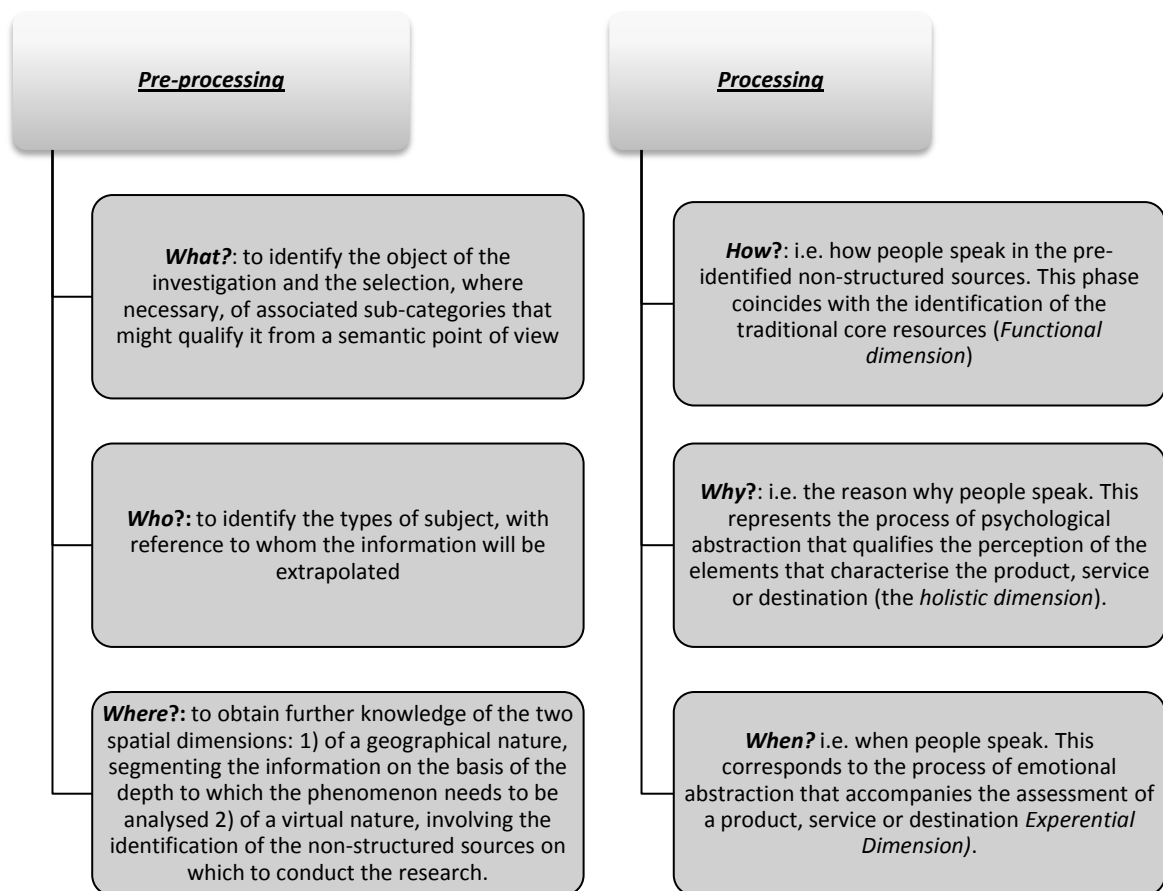 Pre-processing
What?: to identify the object of the
investigation and the selection, where
necessary, of associated sub-categories that
might qualify it from a semantic point of view
Who?: to identify the types of subject, with
reference to whom the information will be
extrapolated
Where?: to obtain further knowledge of the two
spatial dimensions: 1) of a geographical nature,
segmenting the information on the basis of the
depth to which the phenomenon needs to be
analysed 2) of a virtual nature, involving the
identification of the non-structured sources on
which to conduct the research.
Processing
How?: i.e. how people speak in the pre-
identified non-structured sources. This phase
coincides with the identification of the
traditional core resources (Functional
dimension)
Why?: i.e. the reason why people speak. This
represents the process of psychological
abstraction that qualifies the perception of the
elements that characterise the product, service
or destination (the holistic dimension).
When? i.e. when people speak. This
corresponds to the process of emotional
abstraction that accompanies the assessment of
a product, service or destination Experential
Dimension).